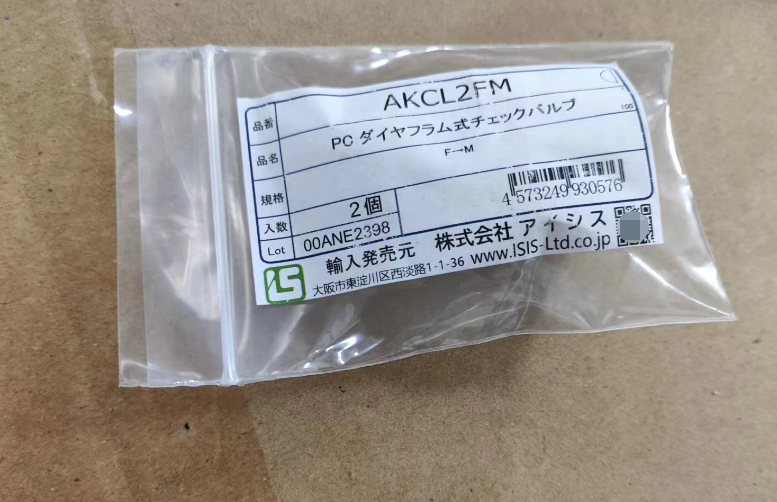 品番 AKCL2FM
品名 PC ダイヤフラム式チェックバルブ
100
規格 F→M
入数 2個
4 573249 930576
Lot 00ANE2398
輸入発売元 株式会社 アイシス
大阪市東淀川区西淡路1-1-36 www.ISIS-Ltd.co.jp